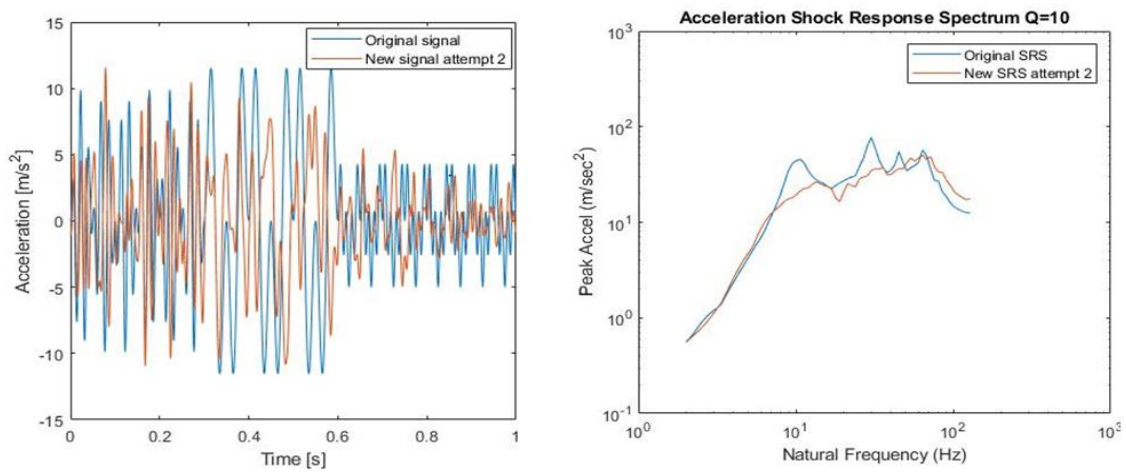 Original signal
New signal attempt 2
Acceleration [m/s²]
15
10
5
0
-5
-10
-15
0
0.2
0.4
0.6
0.8
1
Time [s]
Acceleration Shock Response Spectrum Q=10
Original SRS
New SRS attempt 2
Peak Accel (m/sec²)
10³
10²
10¹
10⁰
10⁻¹
10⁰
10¹
10²
10³
Natural Frequency (Hz)